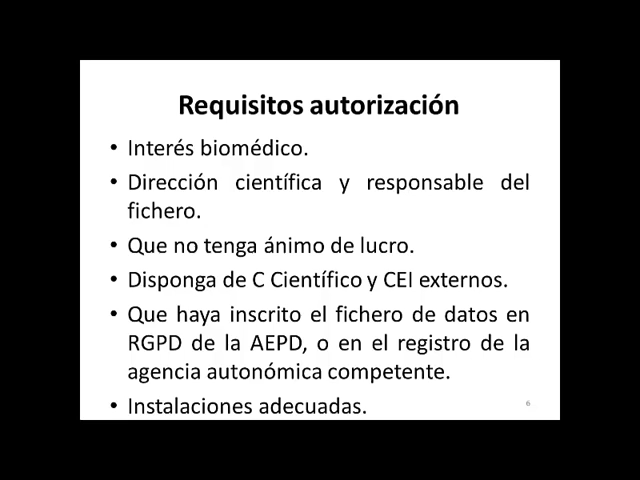 Requisitos autorización
• Interés biomédico.
• Dirección científica y responsable del
fichero.
• Que no tenga ánimo de lucro.
• Disponga de C Científico y CEI externos.
• Que haya inscrito el fichero de datos en
RGPD de la AEPD, o en el registro de la
agencia autonómica competente.
• Instalaciones adecuadas.
6